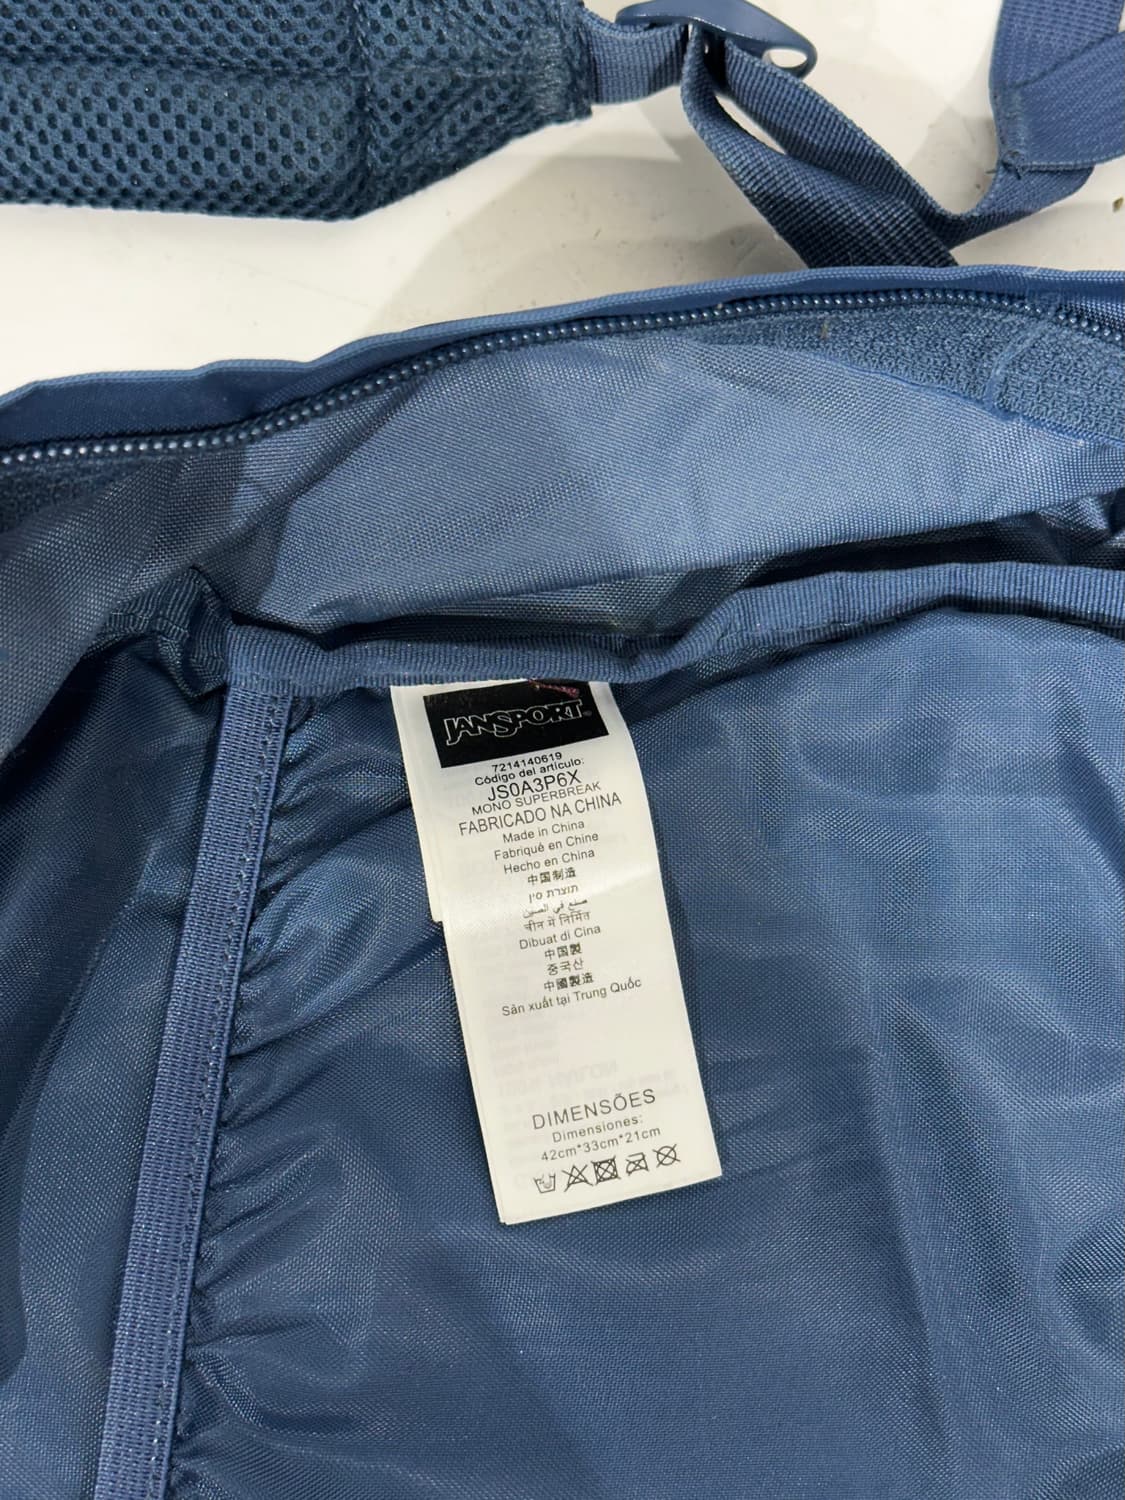 JANSPORT®
7214140619
Código del artículo:
JS0A3P6X
MONO SUPERBREAK
FABRICADO NA CHINA
Made in China
Fabriqué en Chine
Hecho en China
中国制造
תוצרת סין
صنع في الصين
चीन में निर्मित
Dibuat di Cina
中国製
중국산
中國製造
Sản xuất tại Trung Quốc
DIMENSÕES
Dimensiones:
42cm*33cm*21cm